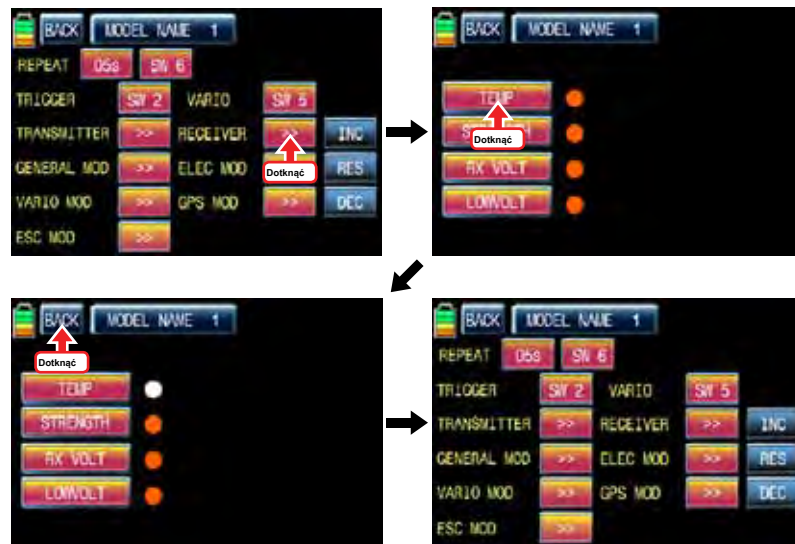 BACK MODEL NAME 1
REPEAT 05s SW 6
TRIGGER SW 2 VARIO SW 5
TRANSMITTER >> RECEIVER >> INC
GENERAL MOD >> ELEC MOD RES
Dotknąć
VARIO MOD >> GPS MOD >> DEC
ESC MOD >>
BACK MODEL NAME 1
TEMP
Dotknąć
RX VOLT
LOWVOLT
BACK MODEL NAME 1
Dotknąć
TEMP
STRENGTH
RX VOLT
LOWVOLT
BACK MODEL NAME 1
REPEAT 05s SW 6
TRIGGER SW 2 VARIO SW 5
TRANSMITTER >> RECEIVER >> INC
GENERAL MOD >> ELEC MOD >> RES
VARIO MOD >> GPS MOD >> DEC
ESC MOD >>